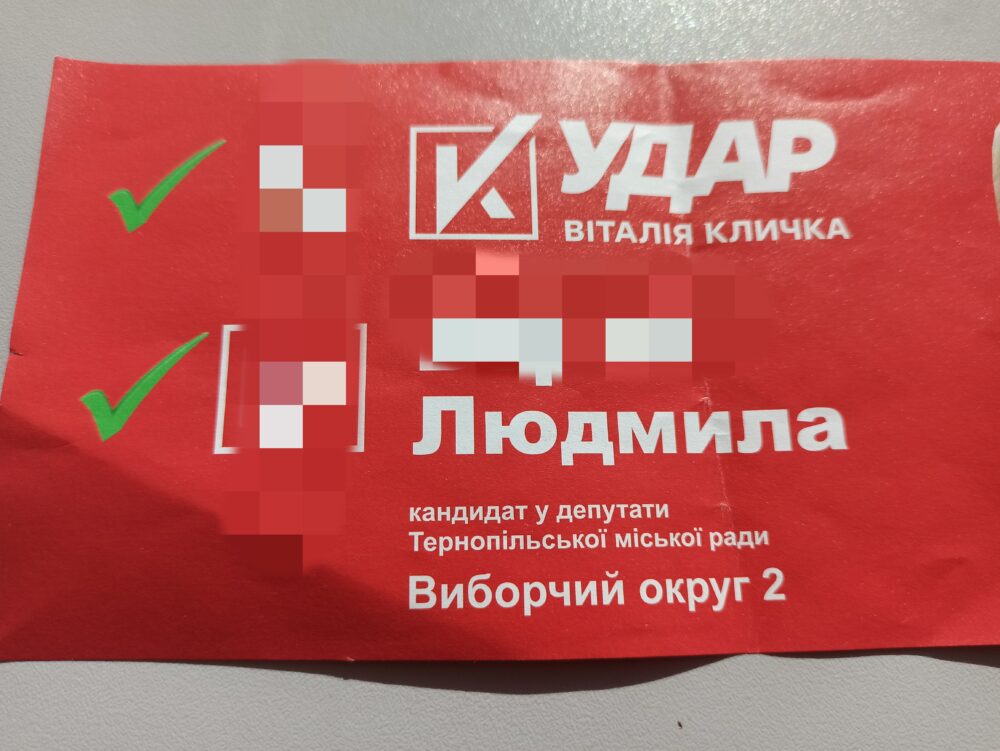 УДАР
ВІТАЛІЯ КЛИЧКА
Людмила
кандидат у депутати
Тернопільської міської ради
Виборчий округ 2